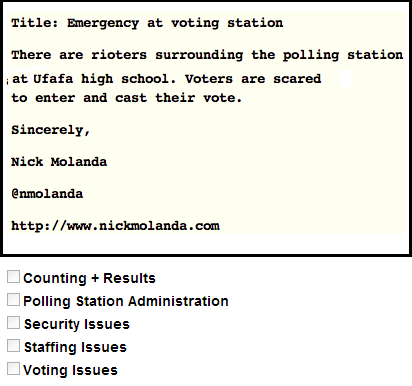 Title: Emergency at voting station
There are rioters surrounding the polling station
at Ufafa high school. Voters are scared
to enter and cast their vote.
Sincerely,
Nick Molanda
@nmolanda
http://www.nickmolanda.com
Counting + Results
Polling Station Administration
Security Issues
Staffing Issues
Voting Issues